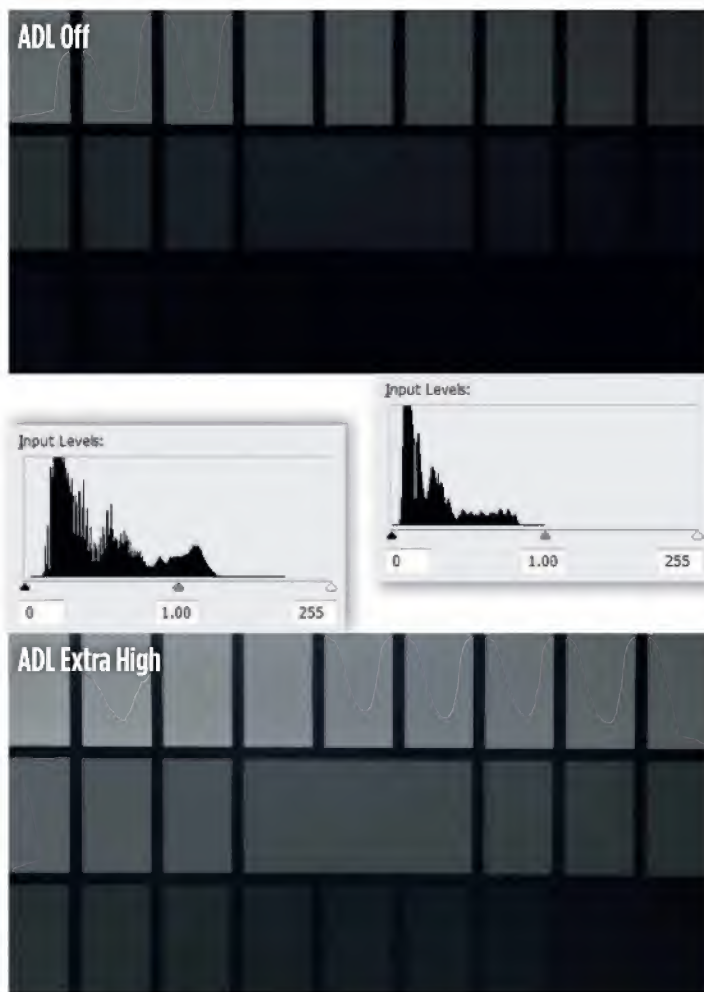 ADL Off
Input Levels:
0 1.00 255
Input Levels:
0 1.00 255
ADL Extra High